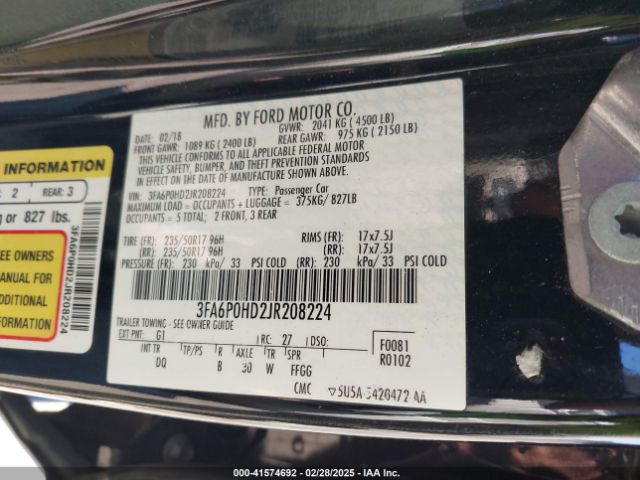 MFD. BY FORD MOTOR CO.
DATE: 02/18 GVWR: 2041 KG ( 4500 LB)
FRONT GAWR: 1089 KG ( 2400 LB) REAR GAWR: 975 KG ( 2150 LB)
THIS VEHICLE CONFORMS TO ALL APPLICABLE FEDERAL MOTOR
VEHICLE SAFETY, BUMPER, AND THEFT PREVENTION STANDARDS
IN EFFECT ON THE DATE OF MANUFACTURE SHOWN ABOVE.
VIN: 3FA6P0HD2JR208224 TYPE: Passenger Car
MAXIMUM LOAD = OCCUPANTS + LUGGAGE = 375KG/ 827LB
OCCUPANTS = 5 TOTAL; 2 FRONT, 3 REAR
TIRE (FR): 235/50R17 96H RIMS (FR): 17x7.5J
(RR): 235/50R17 96H (RR): 17x7.5J
PRESSURE (FR) 230 kPa/ 33 PSI COLD (RR) 230 kPa/ 33 PSI COLD
3FA6P0HD2JR208224
TRAILER TOWING - SEE OWNER GUIDE
EXT PNT: G1 RC: 27 DSO: F0081
INT TR TP/PS R AXLE TR SPR R0102
DQ B 30 W FFGG
CMC SU5A-5420472-AA
INFORMATION
: 2 REAR: 3
g or 827 lbs.
EE OWNERS
MANUAL FOR
ADDITIONAL
FORMATION
3FA6P0HD2JR208224
000-41574692 — 02/28/2025 — IAA Inc.